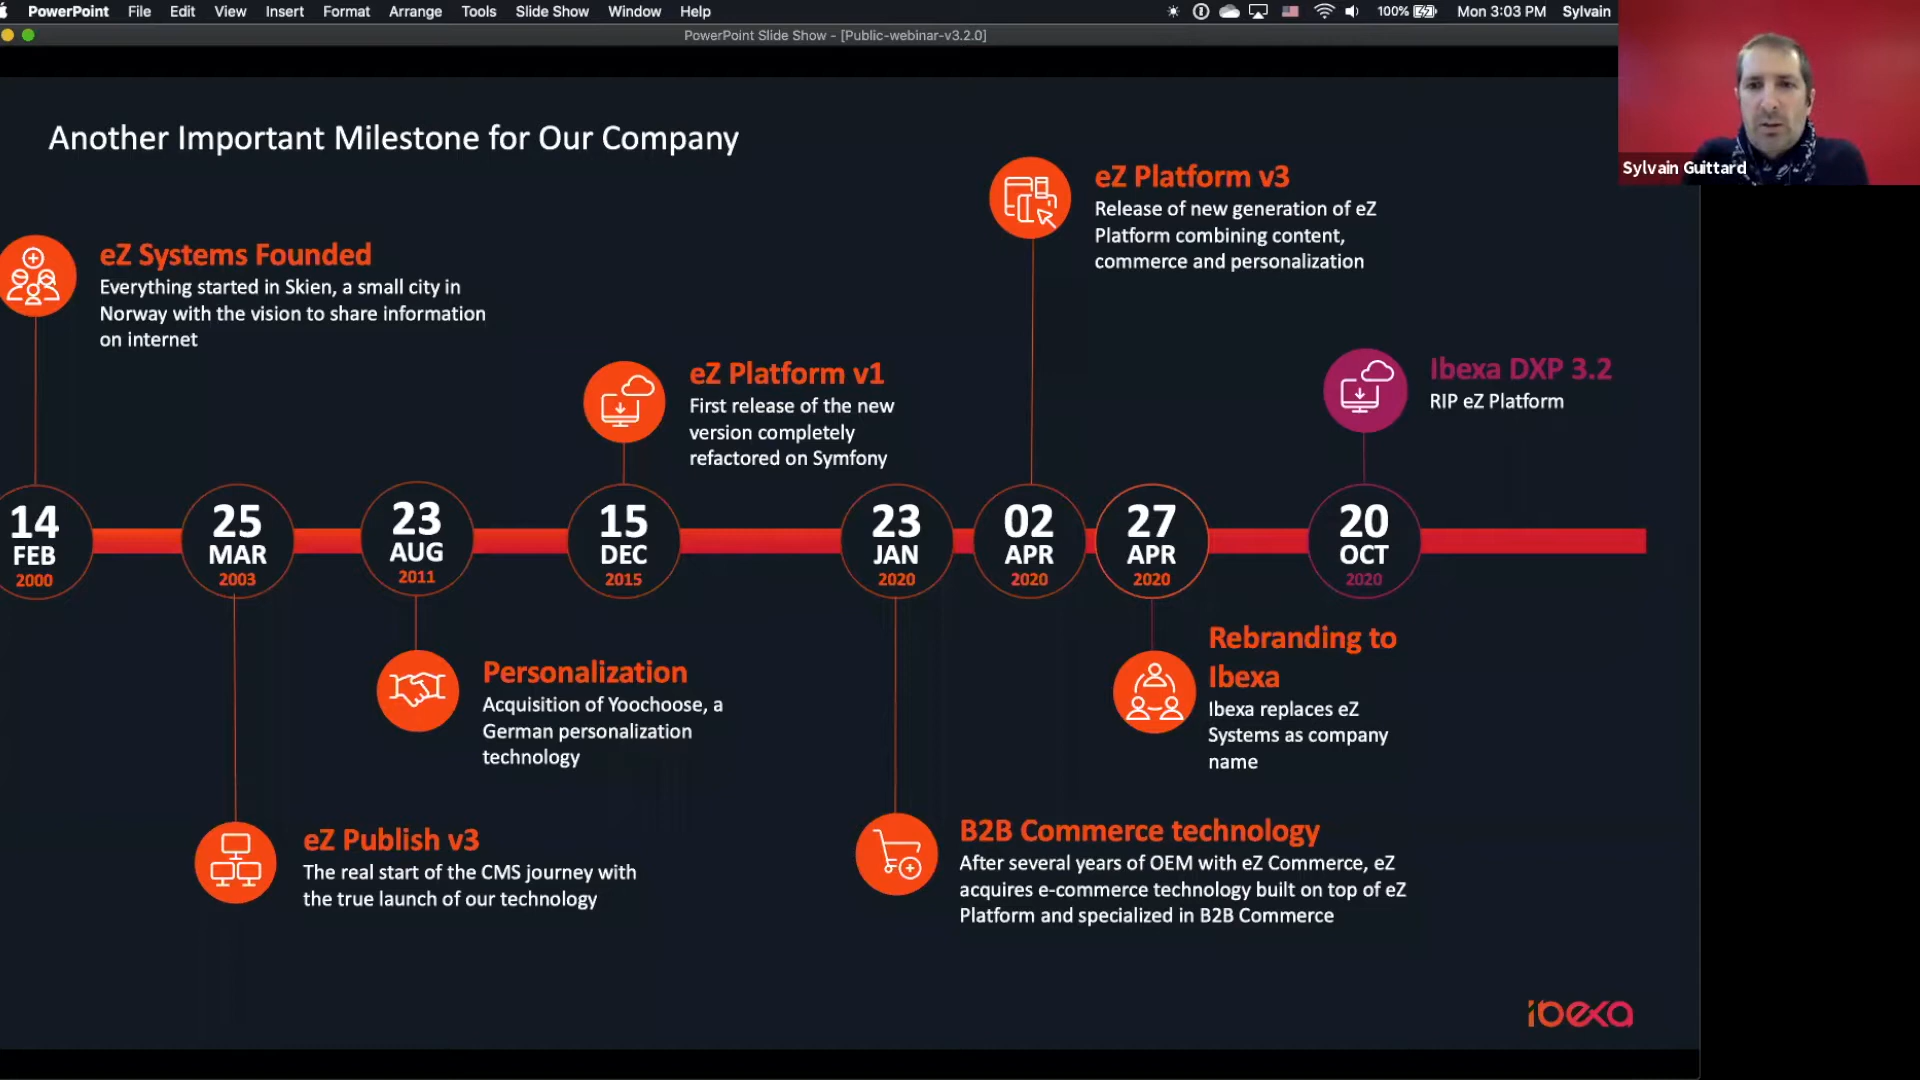 PowerPoint File Edit View Insert Format Arrange Tools Slide Show Window Help
100% Mon 3:03 PM Sylvain
PowerPoint Slide Show - [Public-webinar-v3.2.0]
Sylvain Guittard
Another Important Milestone for Our Company
eZ Systems Founded
Everything started in Skien, a small city in
Norway with the vision to share information
on internet
eZ Platform v1
First release of the new
version completely
refactored on Symfony
eZ Platform v3
Release of new generation of eZ
Platform combining content,
commerce and personalization
Ibexa DXP 3.2
RIP eZ Platform
14
FEB
2000
25
MAR
2003
23
AUG
2011
15
DEC
2015
23
JAN
2020
02
APR
2020
27
APR
2020
20
OCT
2020
eZ Publish v3
The real start of the CMS journey with
the true launch of our technology
Personalization
Acquisition of Yoochoose, a
German personalization
technology
B2B Commerce technology
After several years of OEM with eZ Commerce, eZ
acquires e-commerce technology built on top of eZ
Platform and specialized in B2B Commerce
Rebranding to
Ibexa
Ibexa replaces eZ
Systems as company
name
ibexa